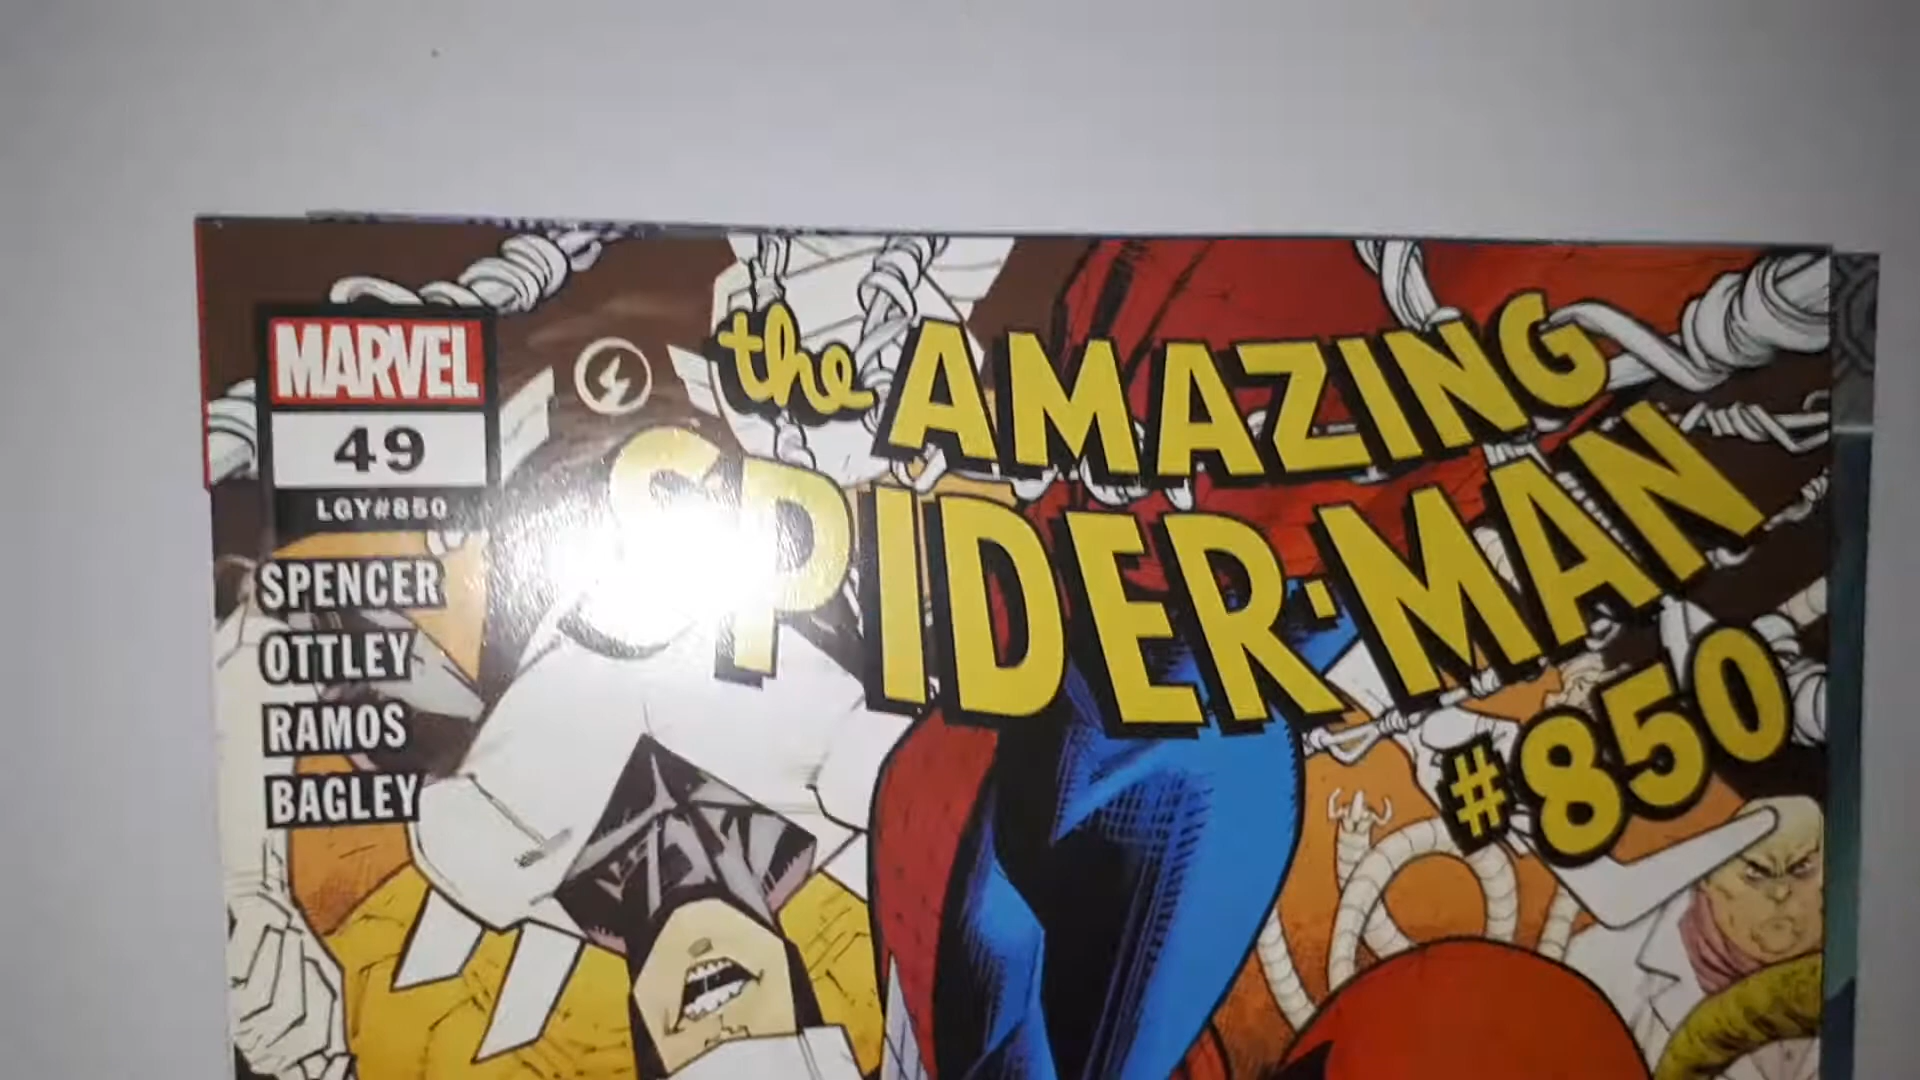 MARVEL
49
LGY#850
SPENCER
OTTLEY
RAMOS
BAGLEY
the AMAZING
SPIDER-MAN
#850